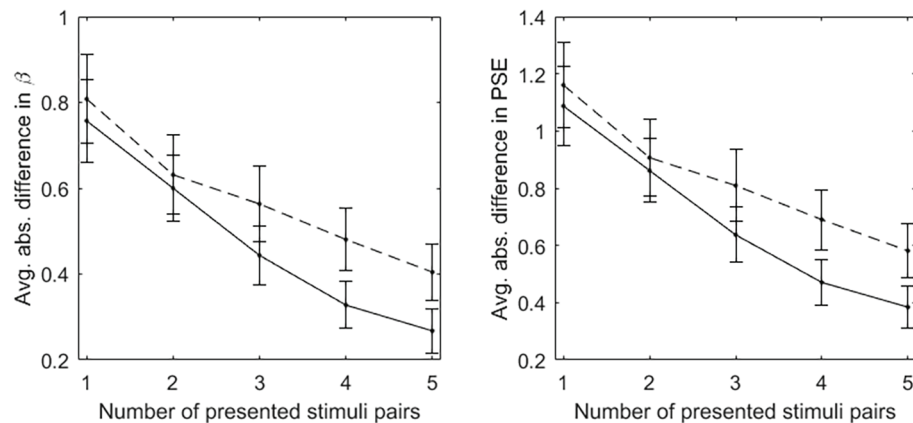 1
0.8
0.6
0.4
0.2
Avg. abs. difference in β
1 2 3 4 5
Number of presented stimuli pairs
1.4
1.2
1
0.8
0.6
0.4
0.2
Avg. abs. difference in PSE
1 2 3 4 5
Number of presented stimuli pairs